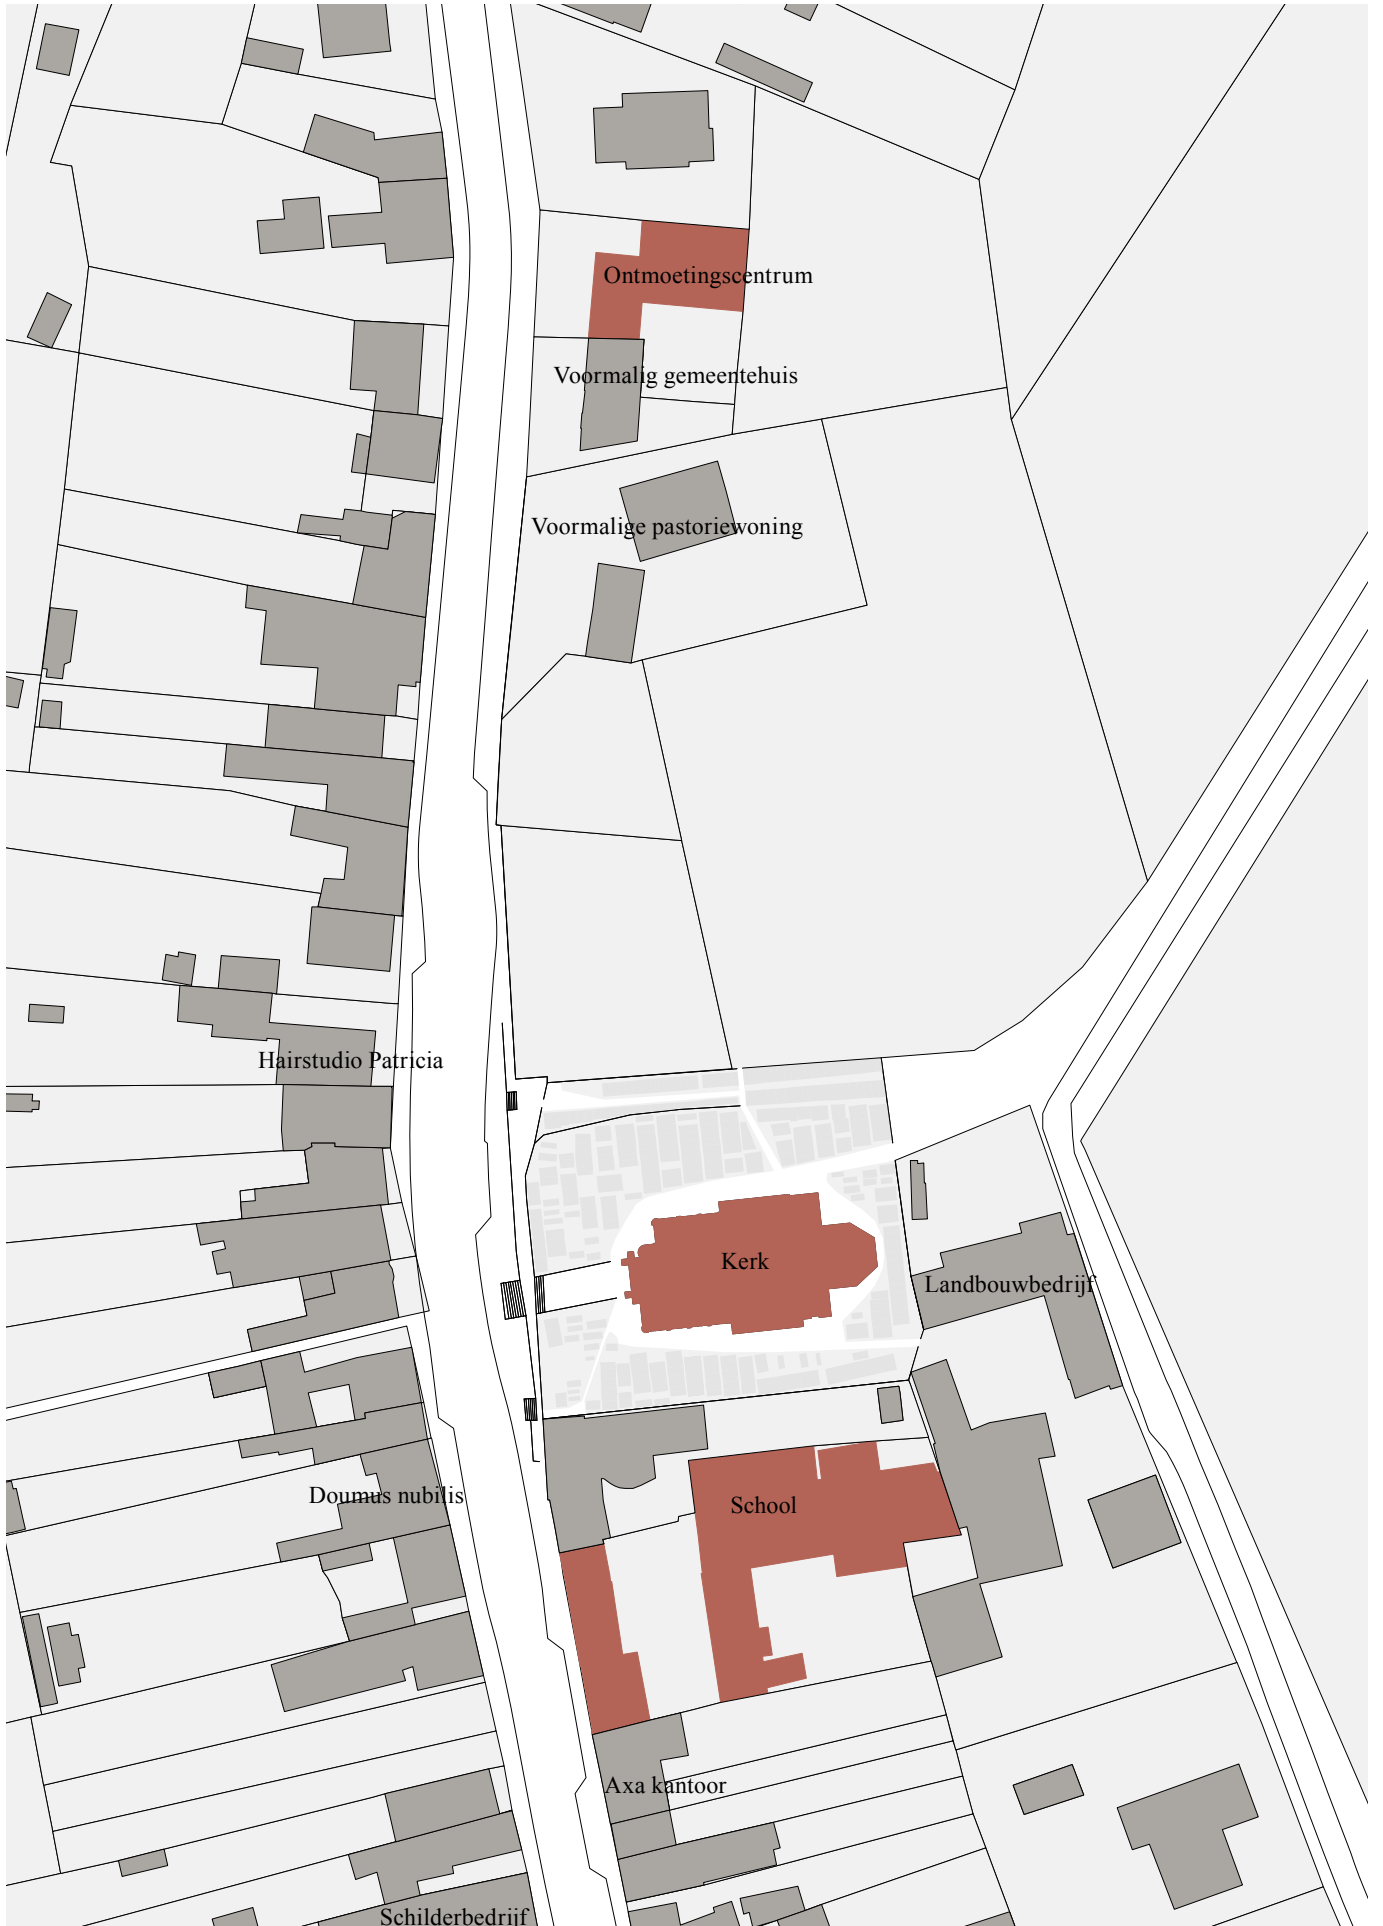 Ontmoetingscentrum
Voormalig gemeentehuis
Voormalige pastoriewoning
Hairstudio Patricia
Kerk
Landbouwbedrijf
Doumus nubilis
School
Axa kantoor
Schilderbedrijf